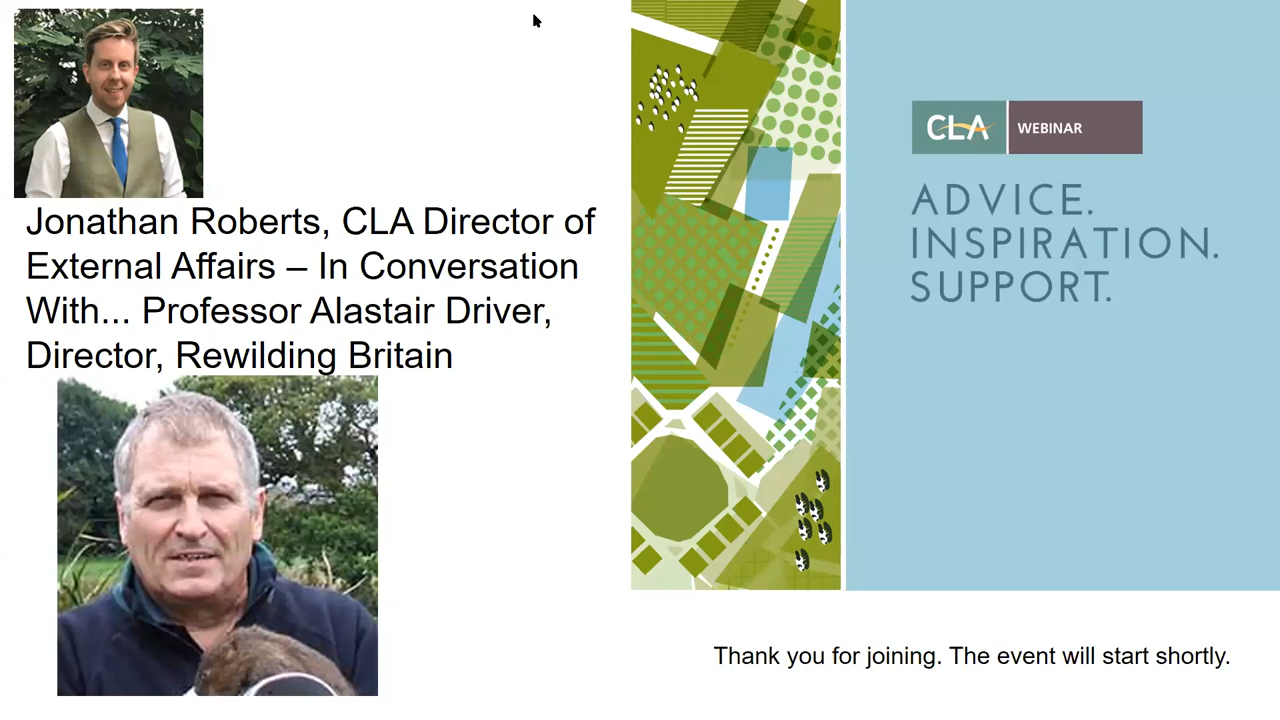 Jonathan Roberts, CLA Director of
External Affairs – In Conversation
With... Professor Alastair Driver,
Director, Rewilding Britain
CLA WEBINAR
ADVICE.
INSPIRATION.
SUPPORT.
Thank you for joining. The event will start shortly.